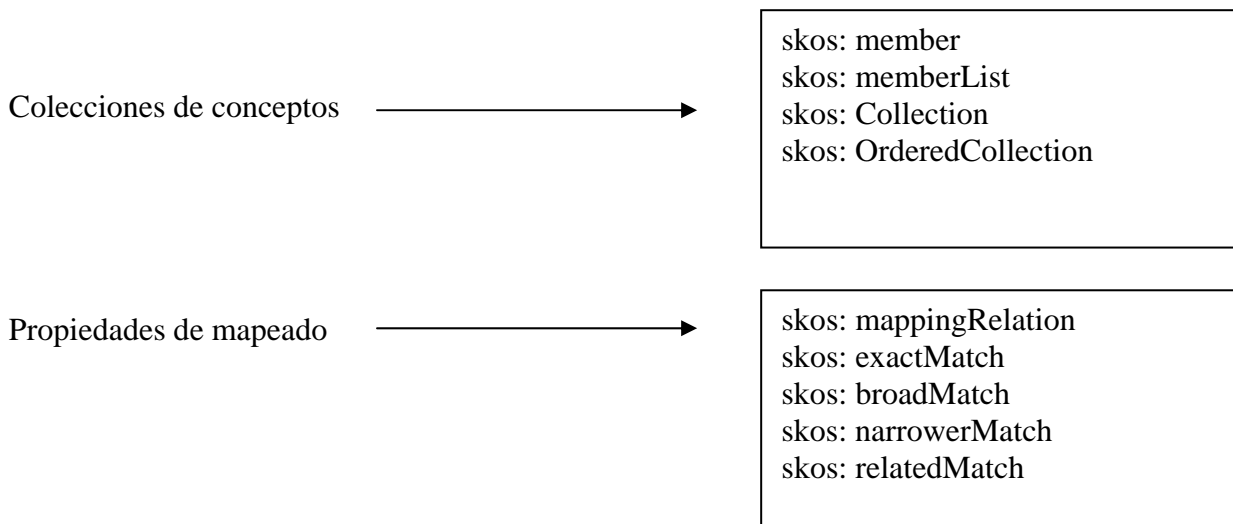 Colecciones de conceptos
skos: member
skos: memberList
skos: Collection
skos: OrderedCollection
Propiedades de mapeado
skos: mappingRelation
skos: exactMatch
skos: broadMatch
skos: narrowerMatch
skos: relatedMatch